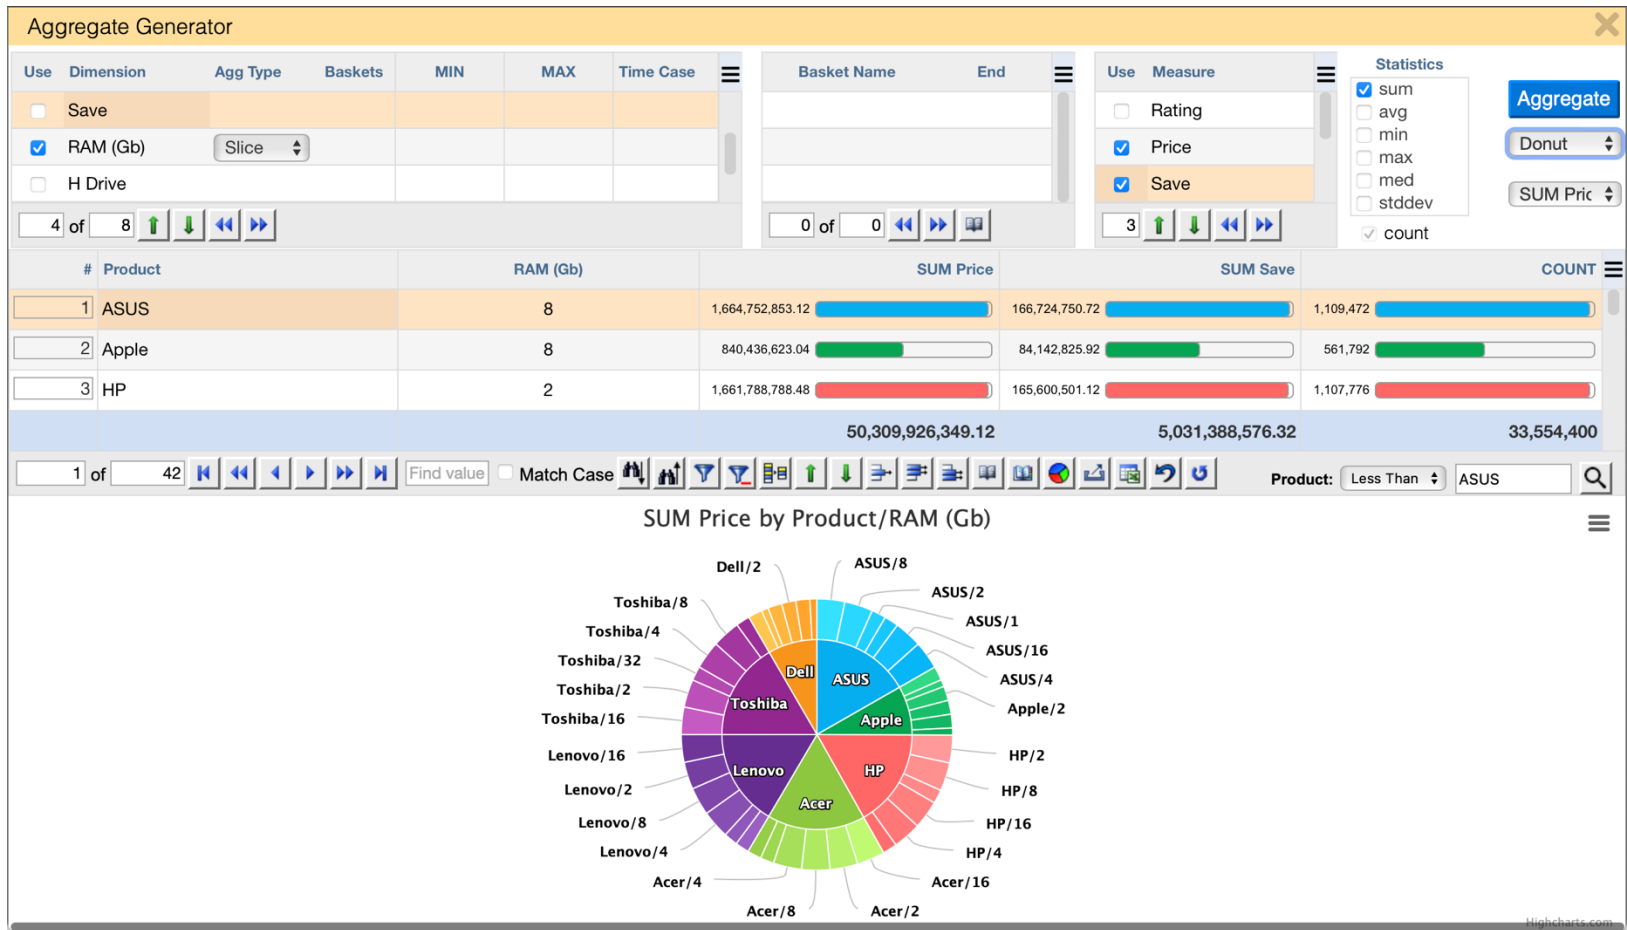 Aggregate Generator
Use Dimension Agg Type Baskets MIN MAX Time Case
Save
RAM (Gb) Slice
H Drive
4 of 8
Basket Name End
0 of 0
Use Measure
Rating
Price
Save
3
Statistics
sum
avg
min
max
med
stddev
count
Aggregate
Donut
SUM Pric
# Product RAM (Gb) SUM Price SUM Save COUNT
1 ASUS 8 1,664,752,853.12 166,724,750.72 1,109,472
2 Apple 8 840,436,623.04 84,142,825.92 561,792
3 HP 2 1,661,788,788.48 165,600,501.12 1,107,776
50,309,926,349.12 5,031,388,576.32 33,554,400
1 of 42 Find value Match Case Product: Less Than ASUS
SUM Price by Product/RAM (Gb)
Dell/2
Toshiba/8
Toshiba/4
Toshiba/32
Toshiba/2
Toshiba/16
Lenovo/16
Lenovo/2
Lenovo/8
Lenovo/4
Acer/4
Acer/8
ASUS/8
ASUS/2
ASUS/1
ASUS/16
ASUS/4
Apple/2
HP/2
HP/8
HP/16
HP/4
Acer/16
Acer/2
Dell
ASUS
Toshiba
Apple
Lenovo
HP
Acer
Highcharts.com